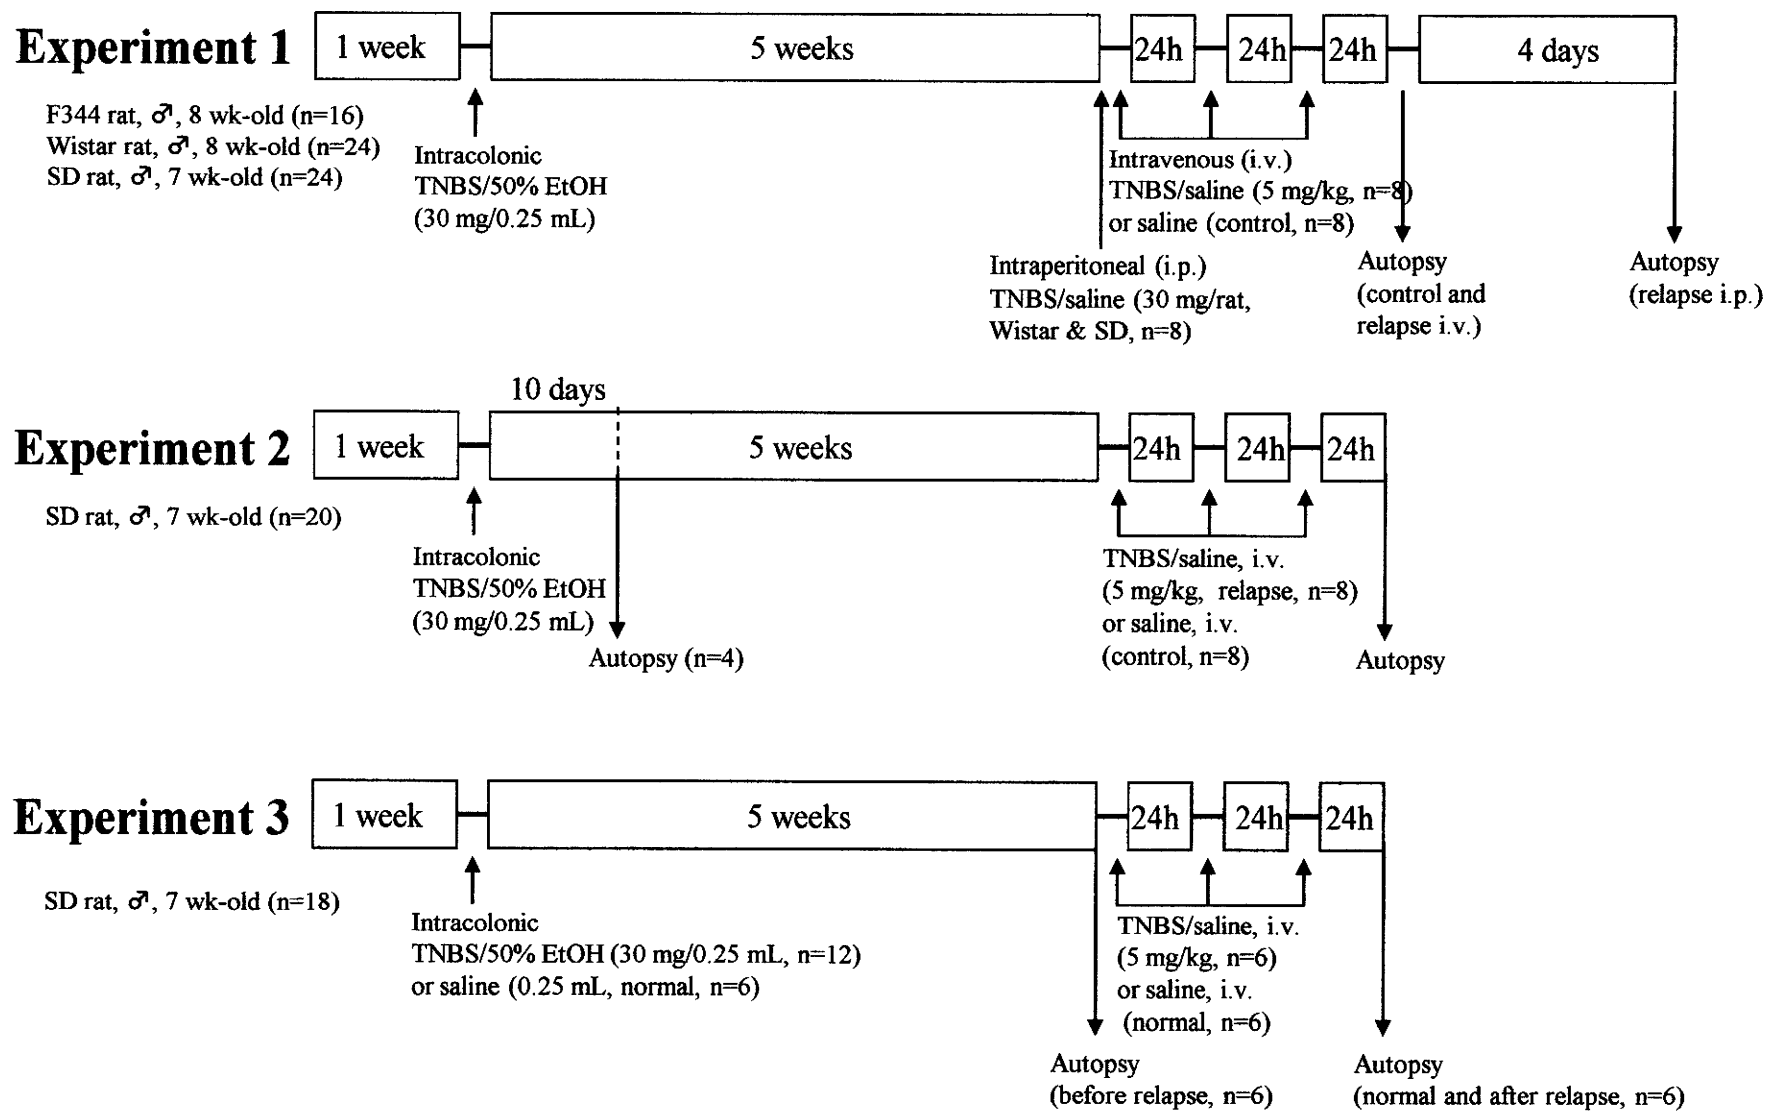 Experiment 1
1 week
5 weeks
24h
24h
24h
4 days
F344 rat, ♂, 8 wk-old (n=16)
Wistar rat, ♂, 8 wk-old (n=24)
SD rat, ♂, 7 wk-old (n=24)
Intracolonic
TNBS/50% EtOH
(30 mg/0.25 mL)
Intravenous (i.v.)
TNBS/saline (5 mg/kg, n=8)
or saline (control, n=8)
Intraperitoneal (i.p.)
TNBS/saline (30 mg/rat,
Wistar & SD, n=8)
Autopsy
(control and
relapse i.v.)
Autopsy
(relapse i.p.)
10 days
Experiment 2
1 week
5 weeks
24h
24h
24h
SD rat, ♂, 7 wk-old (n=20)
Intracolonic
TNBS/50% EtOH
(30 mg/0.25 mL)
Autopsy (n=4)
TNBS/saline, i.v.
(5 mg/kg, relapse, n=8)
or saline, i.v.
(control, n=8)
Autopsy
Experiment 3
1 week
5 weeks
24h
24h
24h
SD rat, ♂, 7 wk-old (n=18)
Intracolonic
TNBS/50% EtOH (30 mg/0.25 mL, n=12)
or saline (0.25 mL, normal, n=6)
TNBS/saline, i.v.
(5 mg/kg, n=6)
or saline, i.v.
(normal, n=6)
Autopsy
(before relapse, n=6)
Autopsy
(normal and after relapse, n=6)